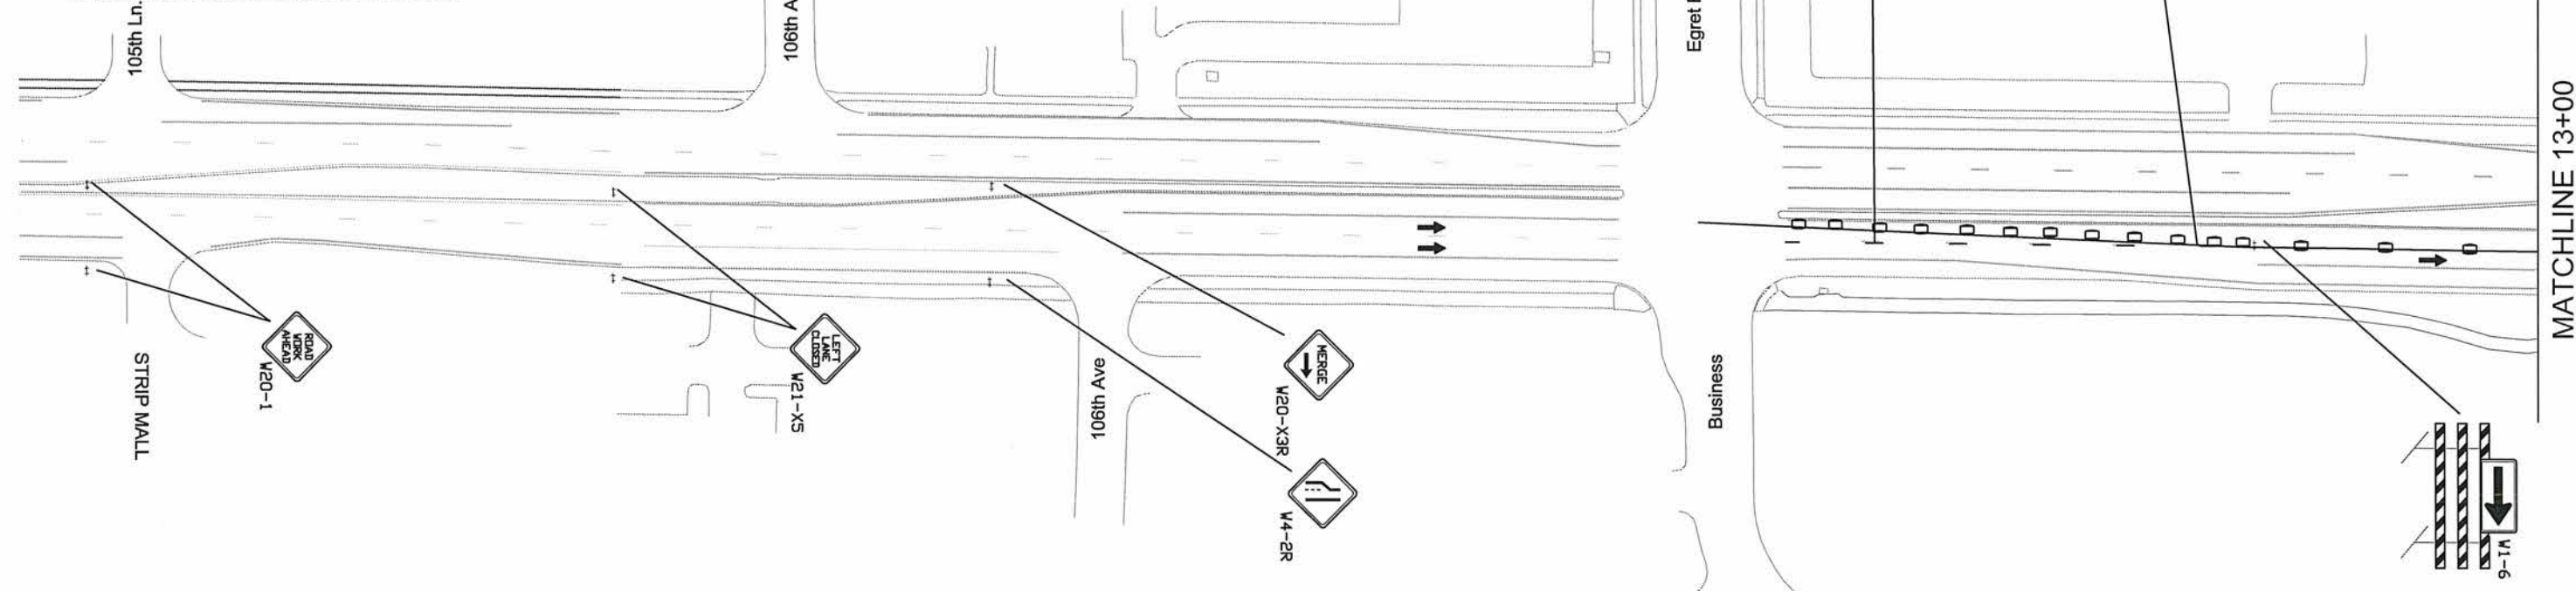 105th Ln.
106th A
Egret
MATCHLINE 13+00
ROAD
WORK
AHEAD
W20-1
STRIP MALL
LEFT
LANE
CLOSED
W21-X5
106th Ave
MERGE
W20-X3R
W4-2R
Business
W1-6